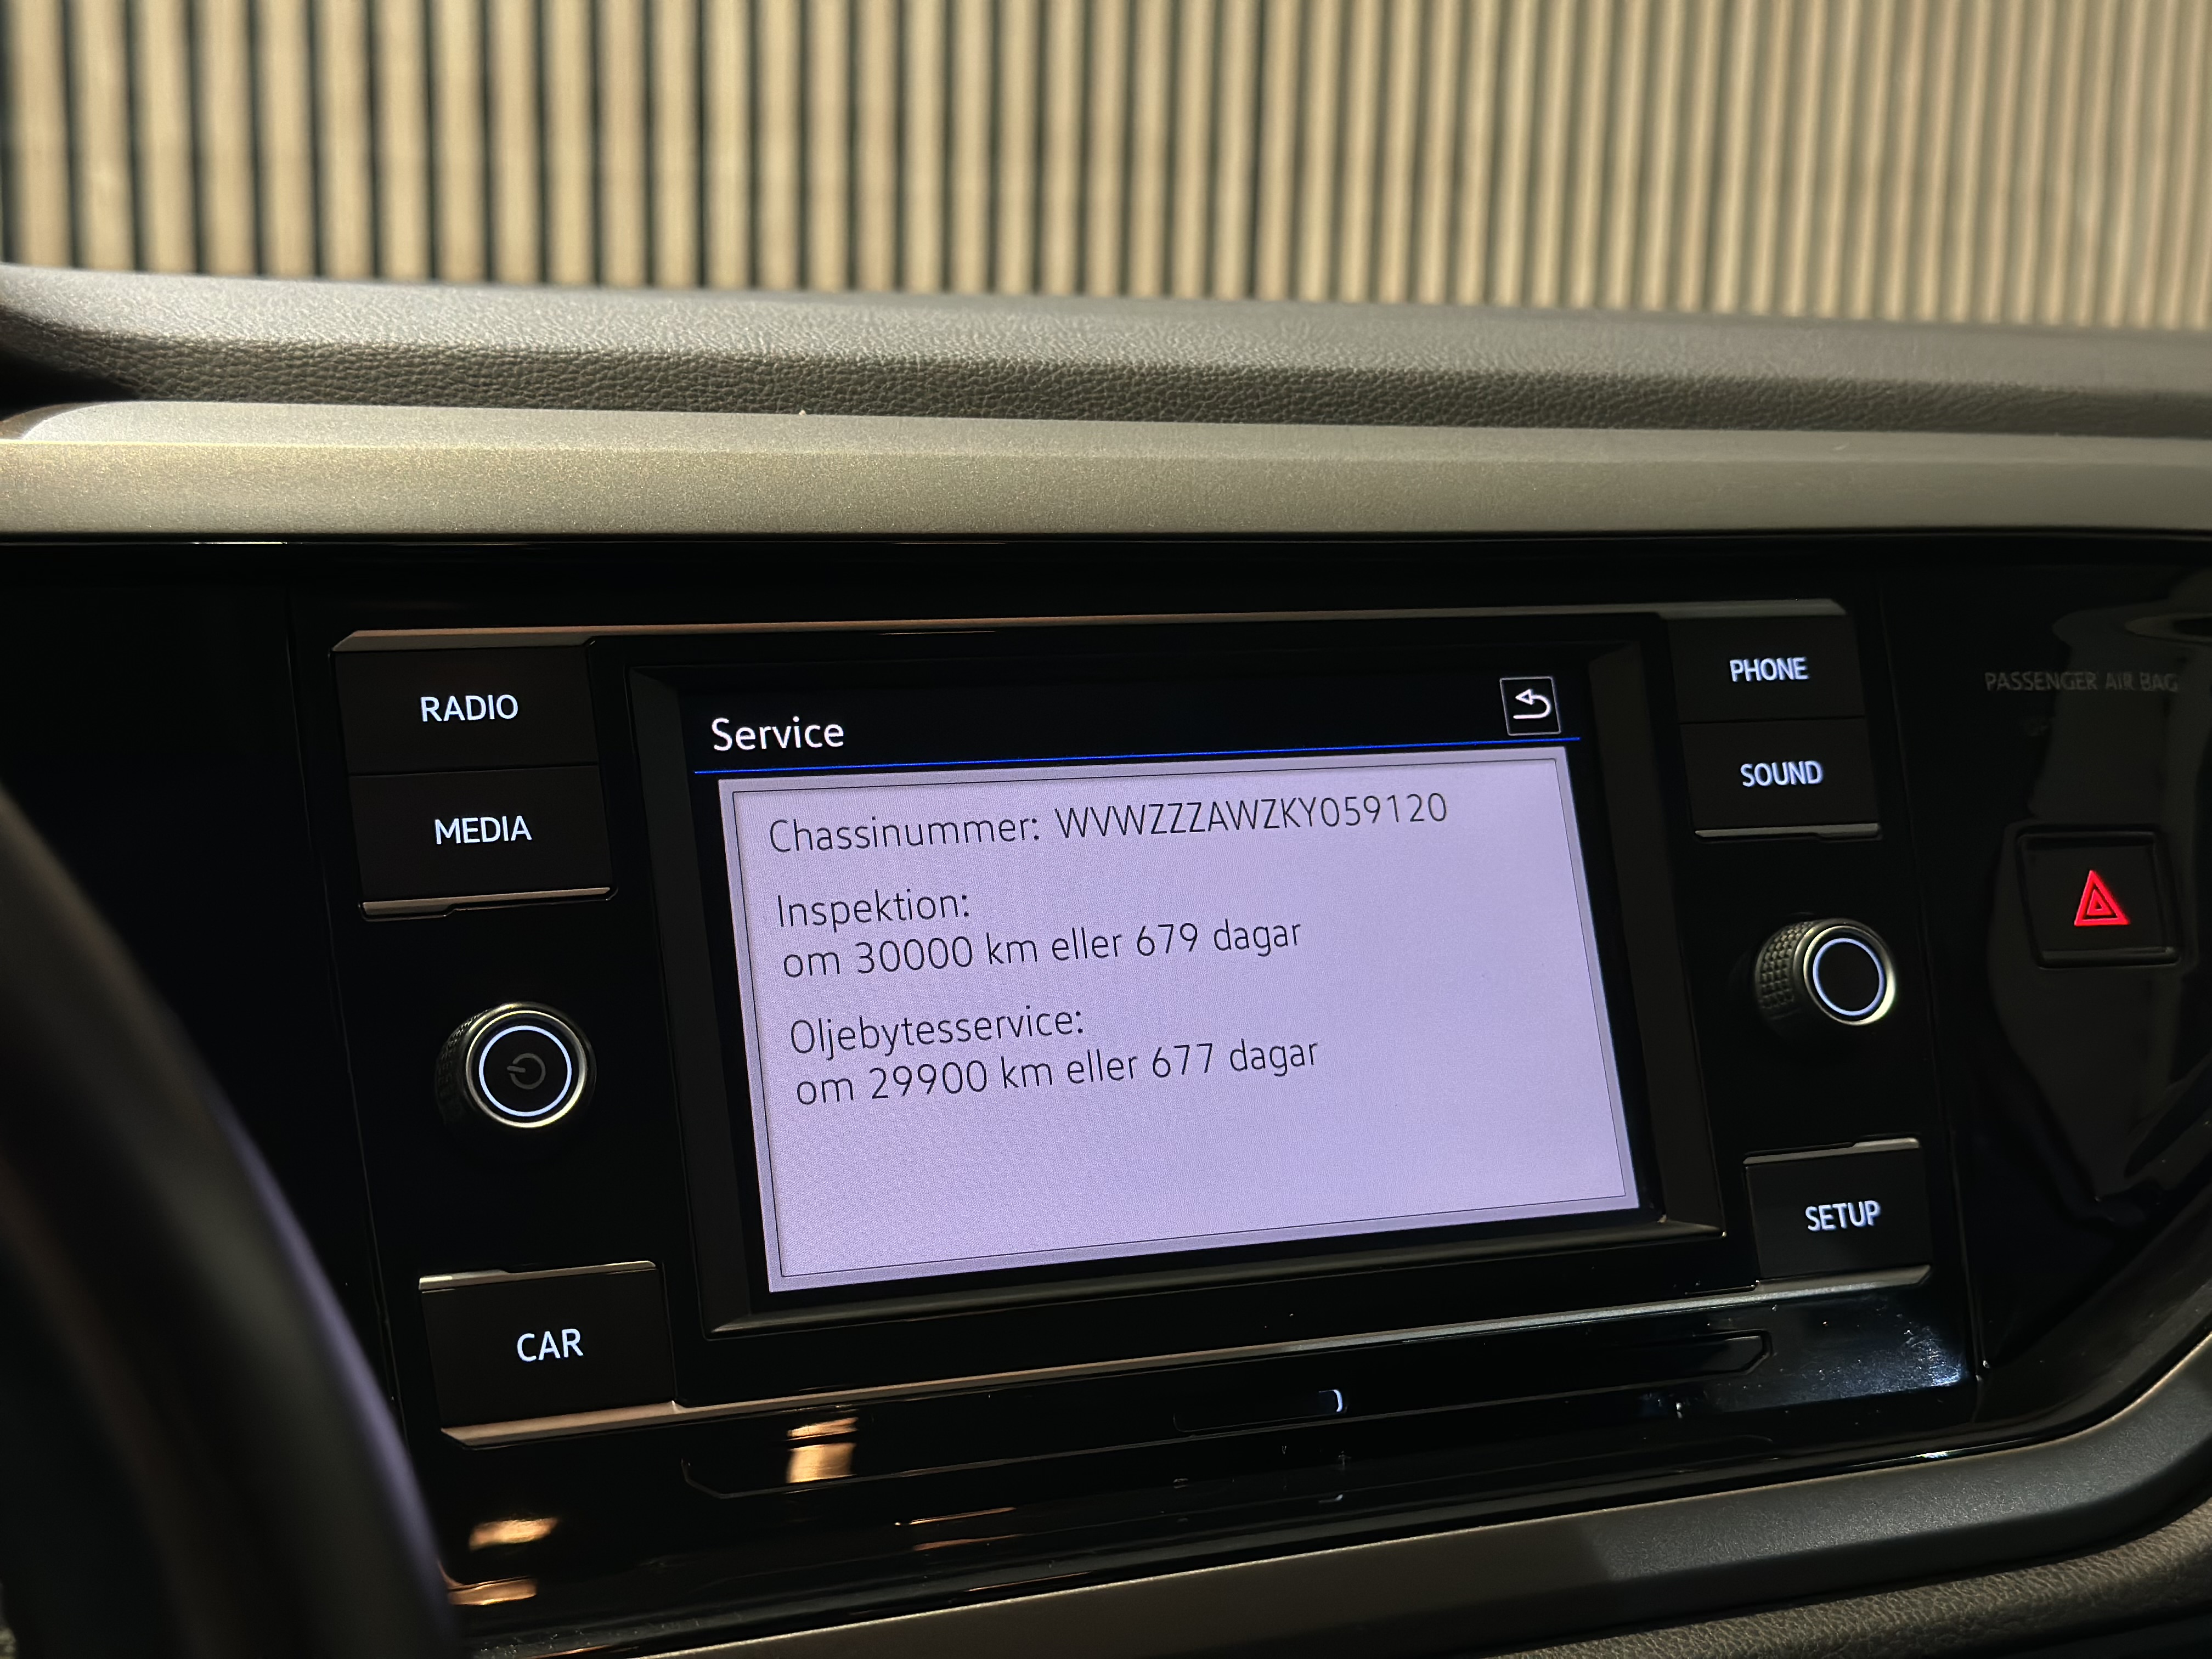 RADIO
MEDIA
CAR
Service
Chassinummer: WVWZZZAWZKY059120
Inspektion:
om 30000 km eller 679 dagar
Oljebytesservice:
om 29900 km eller 677 dagar
PHONE
SOUND
SETUP
PASSENGER AIR BAG